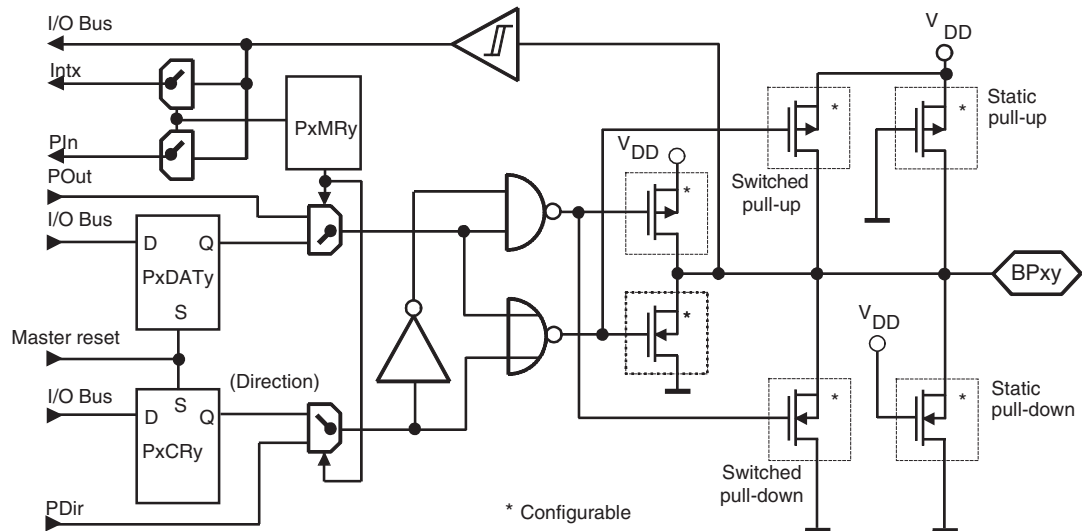 I/O Bus
V
DD
Intx
*
*
Static
pull-up
PxMRy
PIn
V
DD
POut
*
Switched
pull-up
I/O Bus
D
Q
PxDATy
BPxy
S
*
V
DD
Master reset
(Direction)
I/O Bus
S
D
Q
*
*
Static
pull-down
PxCRy
Switched
pull-down
PDir
* Configurable